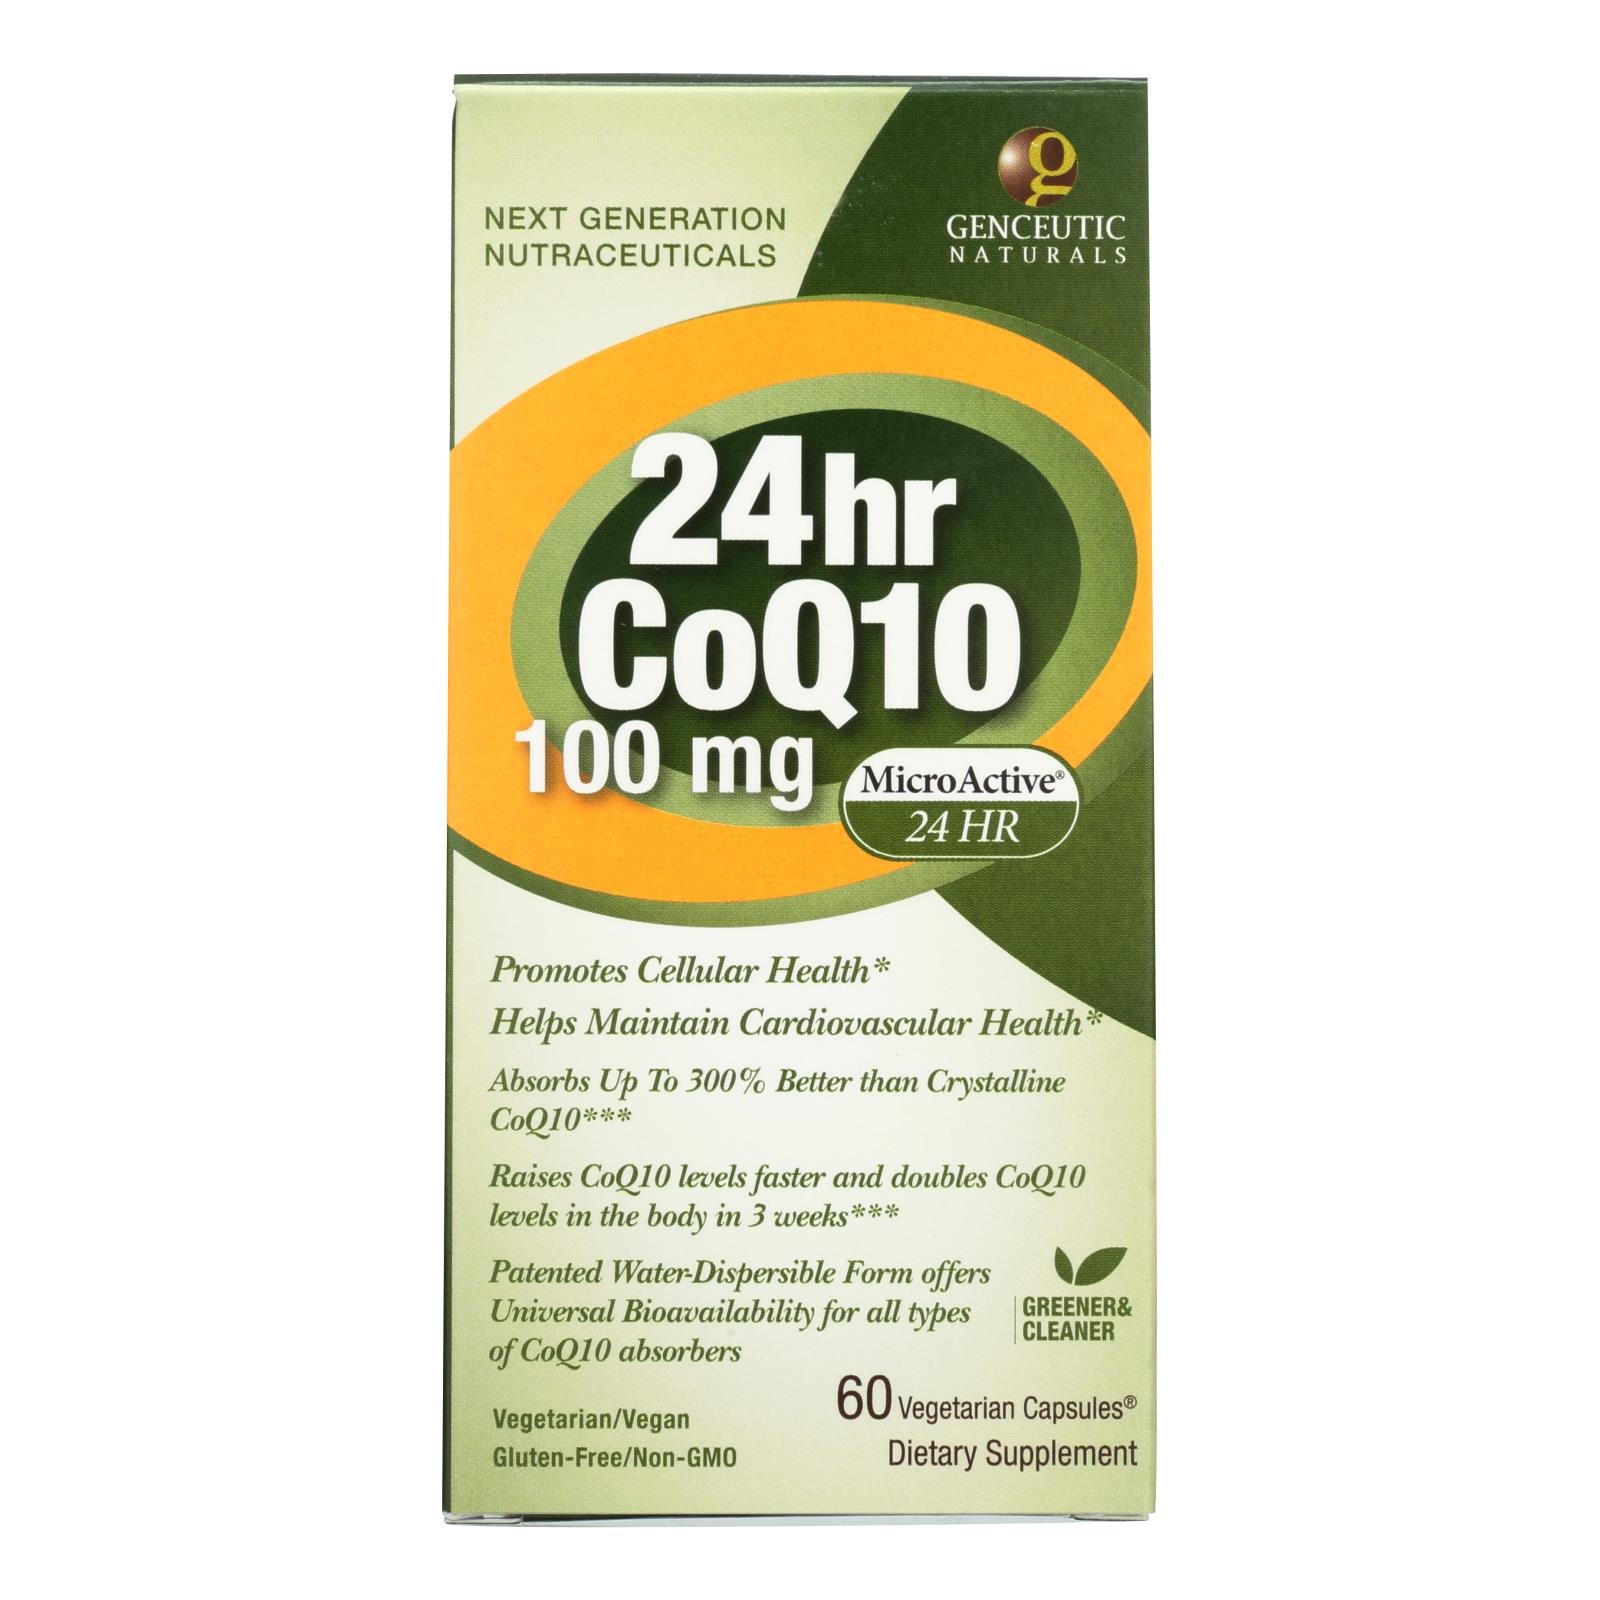 g
GENCEUTIC
NATURALS
NEXT GENERATION
NUTRACEUTICALS
24hr
CoQ10
100 mg
MicroActive®
24 HR
Promotes Cellular Health*
Helps Maintain Cardiovascular Health*
Absorbs Up To 300% Better than Crystalline
CoQ10***
Raises CoQ10 levels faster and doubles CoQ10
levels in the body in 3 weeks***
Patented Water-Dispersible Form offers
Universal Bioavailability for all types
of CoQ10 absorbers
GREENER&
CLEANER
60 Vegetarian Capsules®
Dietary Supplement
Vegetarian/Vegan
Gluten-Free/Non-GMO